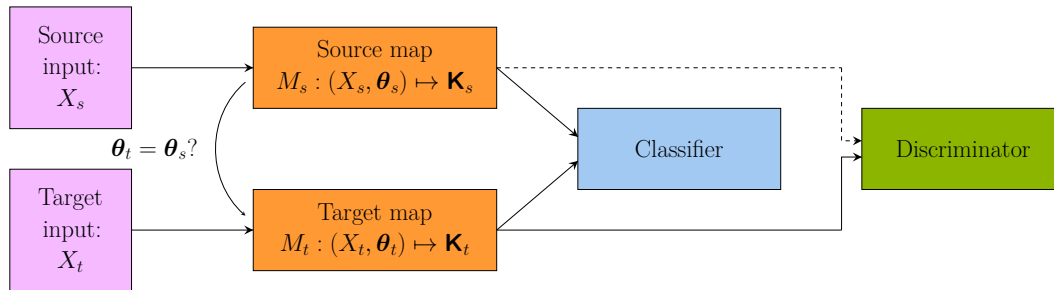 Source
input:
X_s
Source map
M_s : (X_s, θ_s) ↦ K_s
θ_t = θ_s?
Classifier
Discriminator
Target
input:
X_t
Target map
M_t : (X_t, θ_t) ↦ K_t